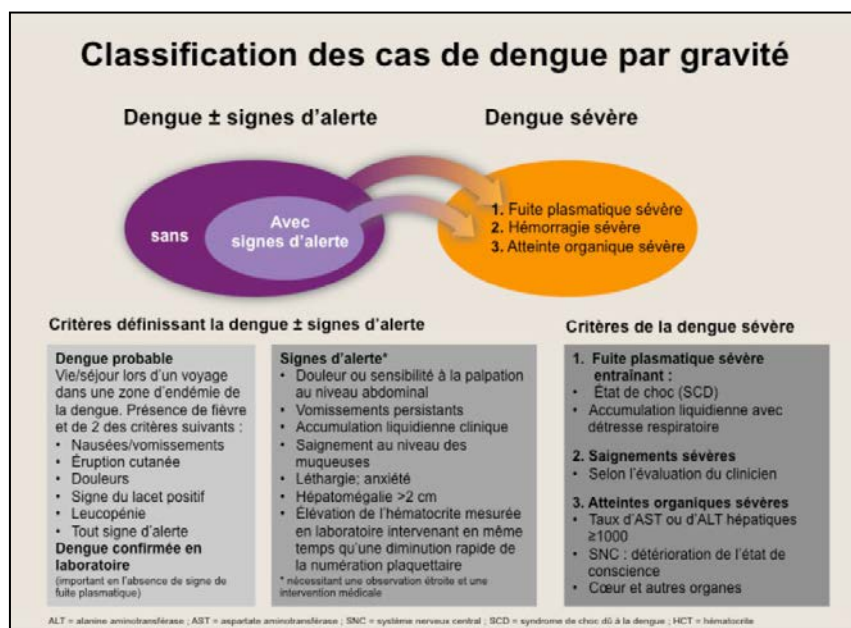 Classification des cas de dengue par gravité
Dengue ± signes d'alerte
Dengue sévère
sans
Avec
signes d'alerte
1. Fuite plasmatique sévère
2. Hémorragie sévère
3. Atteinte organique sévère
Critères définissant la dengue ± signes d'alerte
Dengue probable
Vie/séjour lors d'un voyage
dans une zone d'endémie de
la dengue. Présence de fièvre
et de 2 des critères suivants :
• Nausées/vomissements
• Éruption cutanée
• Douleurs
• Signe du lacet positif
• Leucopénie
• Tout signe d'alerte
Dengue confirmée en
laboratoire
(important en l'absence de signe de
fuite plasmatique)
Signes d'alerte*
• Douleur ou sensibilité à la palpation
au niveau abdominal
• Vomissements persistants
• Accumulation liquidienne clinique
• Saignement au niveau des
muqueuses
• Léthargie; anxiété
• Hépatomégalie >2 cm
• Élévation de l'hématocrite mesurée
en laboratoire intervenant en même
temps qu'une diminution rapide de
la numération plaquettaire
* nécessitant une observation étroite et une
intervention médicale
Critères de la dengue sévère
1. Fuite plasmatique sévère
entraînant :
• État de choc (SCD)
• Accumulation liquidienne avec
détresse respiratoire
2. Saignements sévères
• Selon l'évaluation du clinicien
3. Atteintes organiques sévères
• Taux d'AST ou d'ALT hépatiques
≥1000
• SNC : détérioration de l'état de
conscience
• Cœur et autres organes
ALT = alanine aminotransférase ; AST = aspartate aminotransférase ; SNC = système nerveux central ; SCD = syndrome de choc dû à la dengue ; HCT = hématocrite